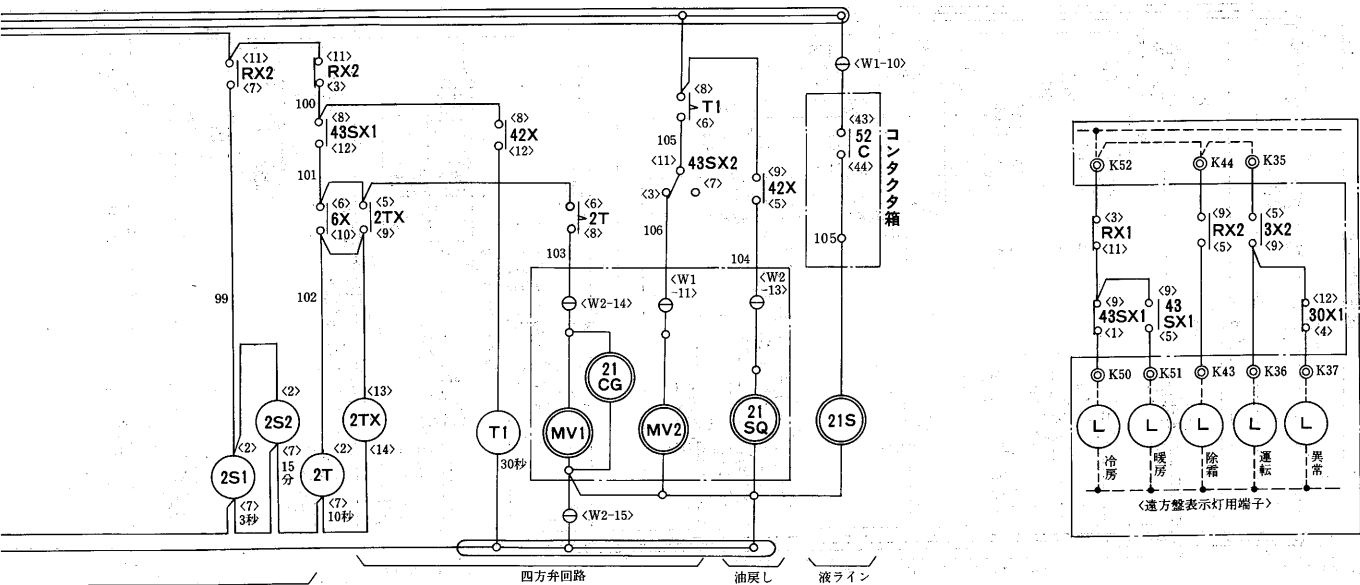 <11>
RX2
<7>
<11>
RX2
<3>
100
<8>
43SX1
<12>
101
<6>
6X
<10>
<5>
2TX
<9>
<8>
42X
<12>
<6>
2T
<8>
103
<8>
T1
<6>
105
<11>
43SX2
<3>
<7>
106
<9>
42X
<5>
104
<W1-10>
<43>
52
C
<44>
コンタクタ箱
105
99
102
<W2-14>
<W1
-11>
<W2
-13>
21
CG
MV1
MV2
21
SQ
21S
<2>
2S2
<7>
15
分
<2>
2S1
<7>
3秒
<2>
2T
<7>
10秒
<13>
2TX
<14>
T1
30秒
<W2-15>
四方弁回路
油戻し
液ライン
K52
K44
K35
<3>
RX1
<11>
<9>
RX2
<5>
<5>
3X2
<9>
<9>
43SX1
<1>
<9>
43
SX1
<5>
<12>
30X1
<4>
K50
K51
K43
K36
K37
L
L
L
L
L
冷房
暖房
除霜
運転
異常
<遠方盤表示灯用端子>